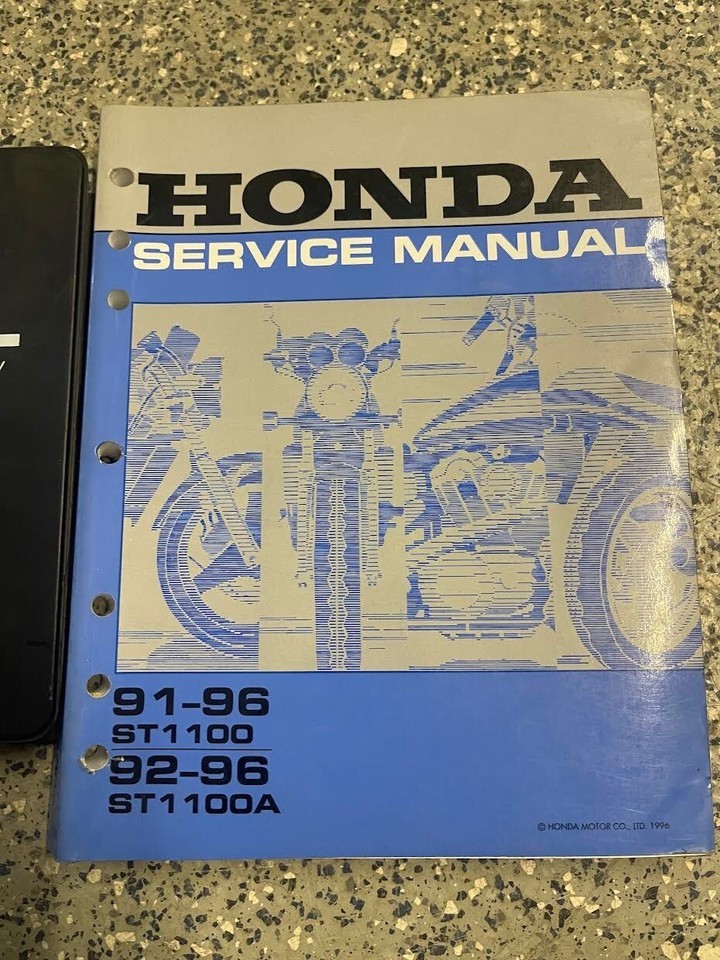 HONDA
SERVICE MANUAL
91-96
ST1100
92-96
ST1100A
© HONDA MOTOR CO., LTD. 1996